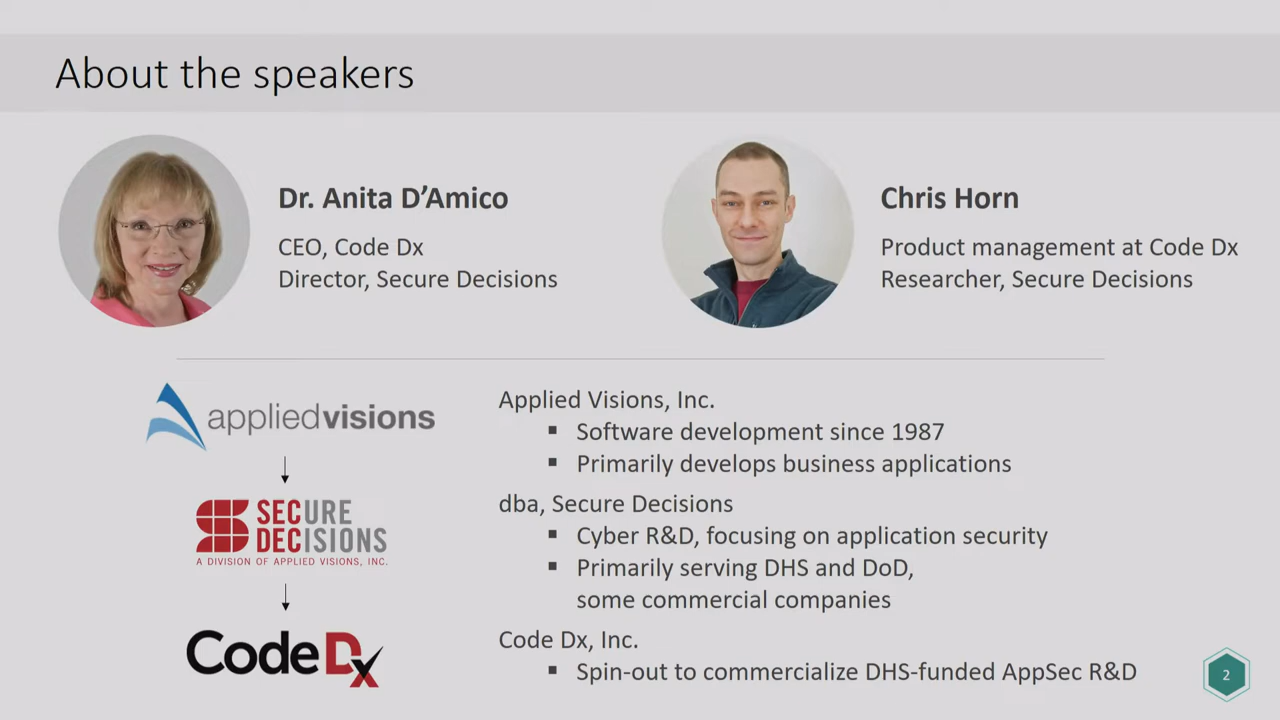 About the speakers
Dr. Anita D’Amico
CEO, Code Dx
Director, Secure Decisions
Chris Horn
Product management at Code Dx
Researcher, Secure Decisions
appliedvisions
Applied Visions, Inc.
▪ Software development since 1987
▪ Primarily develops business applications
SECURE
DECISIONS
A DIVISION OF APPLIED VISIONS, INC.
dba, Secure Decisions
▪ Cyber R&D, focusing on application security
▪ Primarily serving DHS and DoD,
some commercial companies
Code Dx
Code Dx, Inc.
▪ Spin-out to commercialize DHS-funded AppSec R&D
2